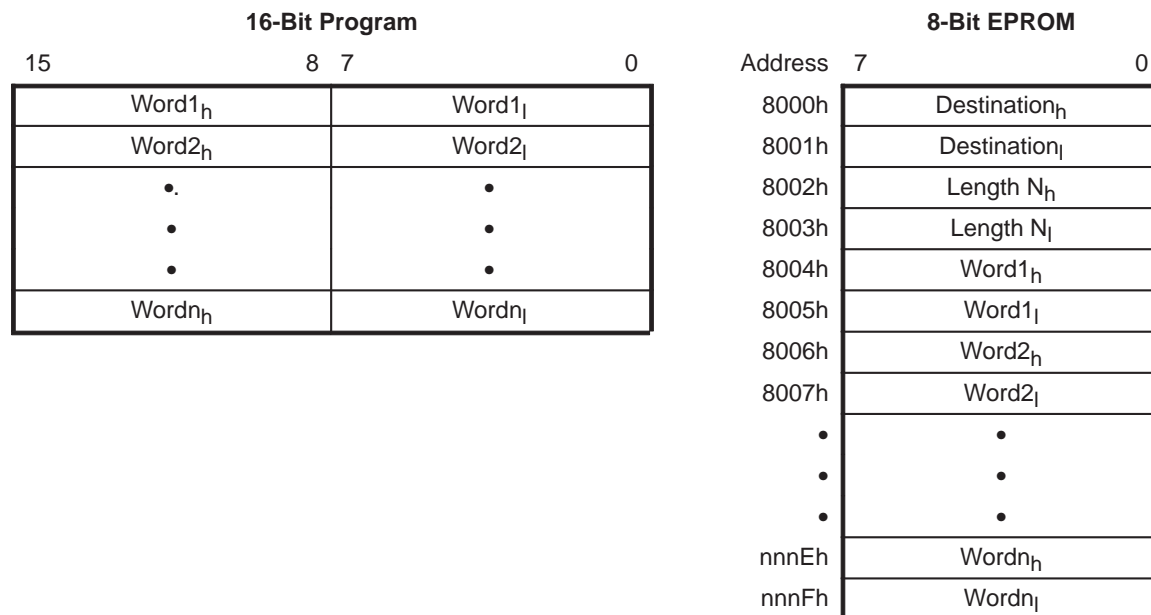 16-Bit Program
15 8 7 0
Word1h Word1l
Word2h Word2l
•. •
• •
• •
Wordnh Wordnl
8-Bit EPROM
Address 7 0
8000h Destinationh
8001h Destinationl
8002h Length Nh
8003h Length Nl
8004h Word1h
8005h Word1l
8006h Word2h
8007h Word2l
• •
• •
• •
nnnEh Wordnh
nnnFh Wordnl